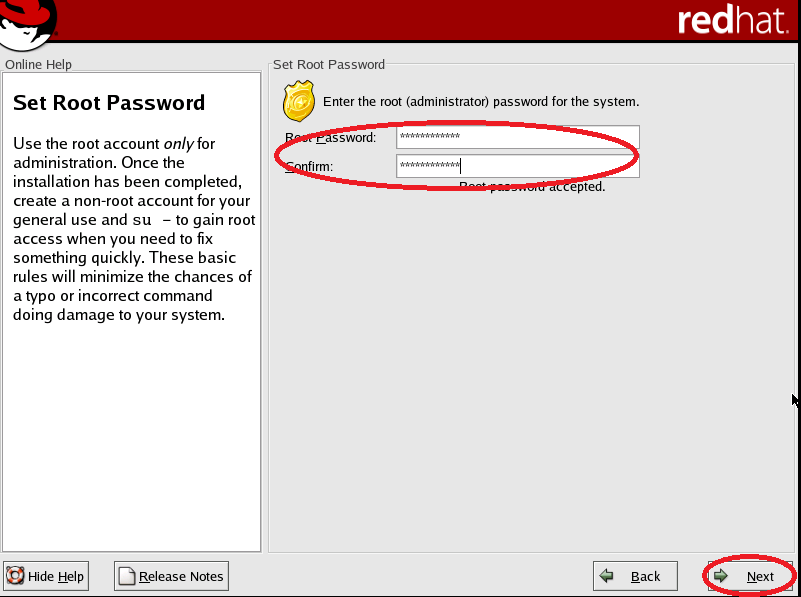 redhat.
Online Help
Set Root Password
Use the root account only for
administration. Once the
installation has been completed,
create a non-root account for your
general use and su - to gain root
access when you need to fix
something quickly. These basic
rules will minimize the chances of
a typo or incorrect command
doing damage to your system.
Set Root Password
Enter the root (administrator) password for the system.
Root Password: ************
Confirm: ************
Root password accepted.
Hide Help
Release Notes
Back
Next